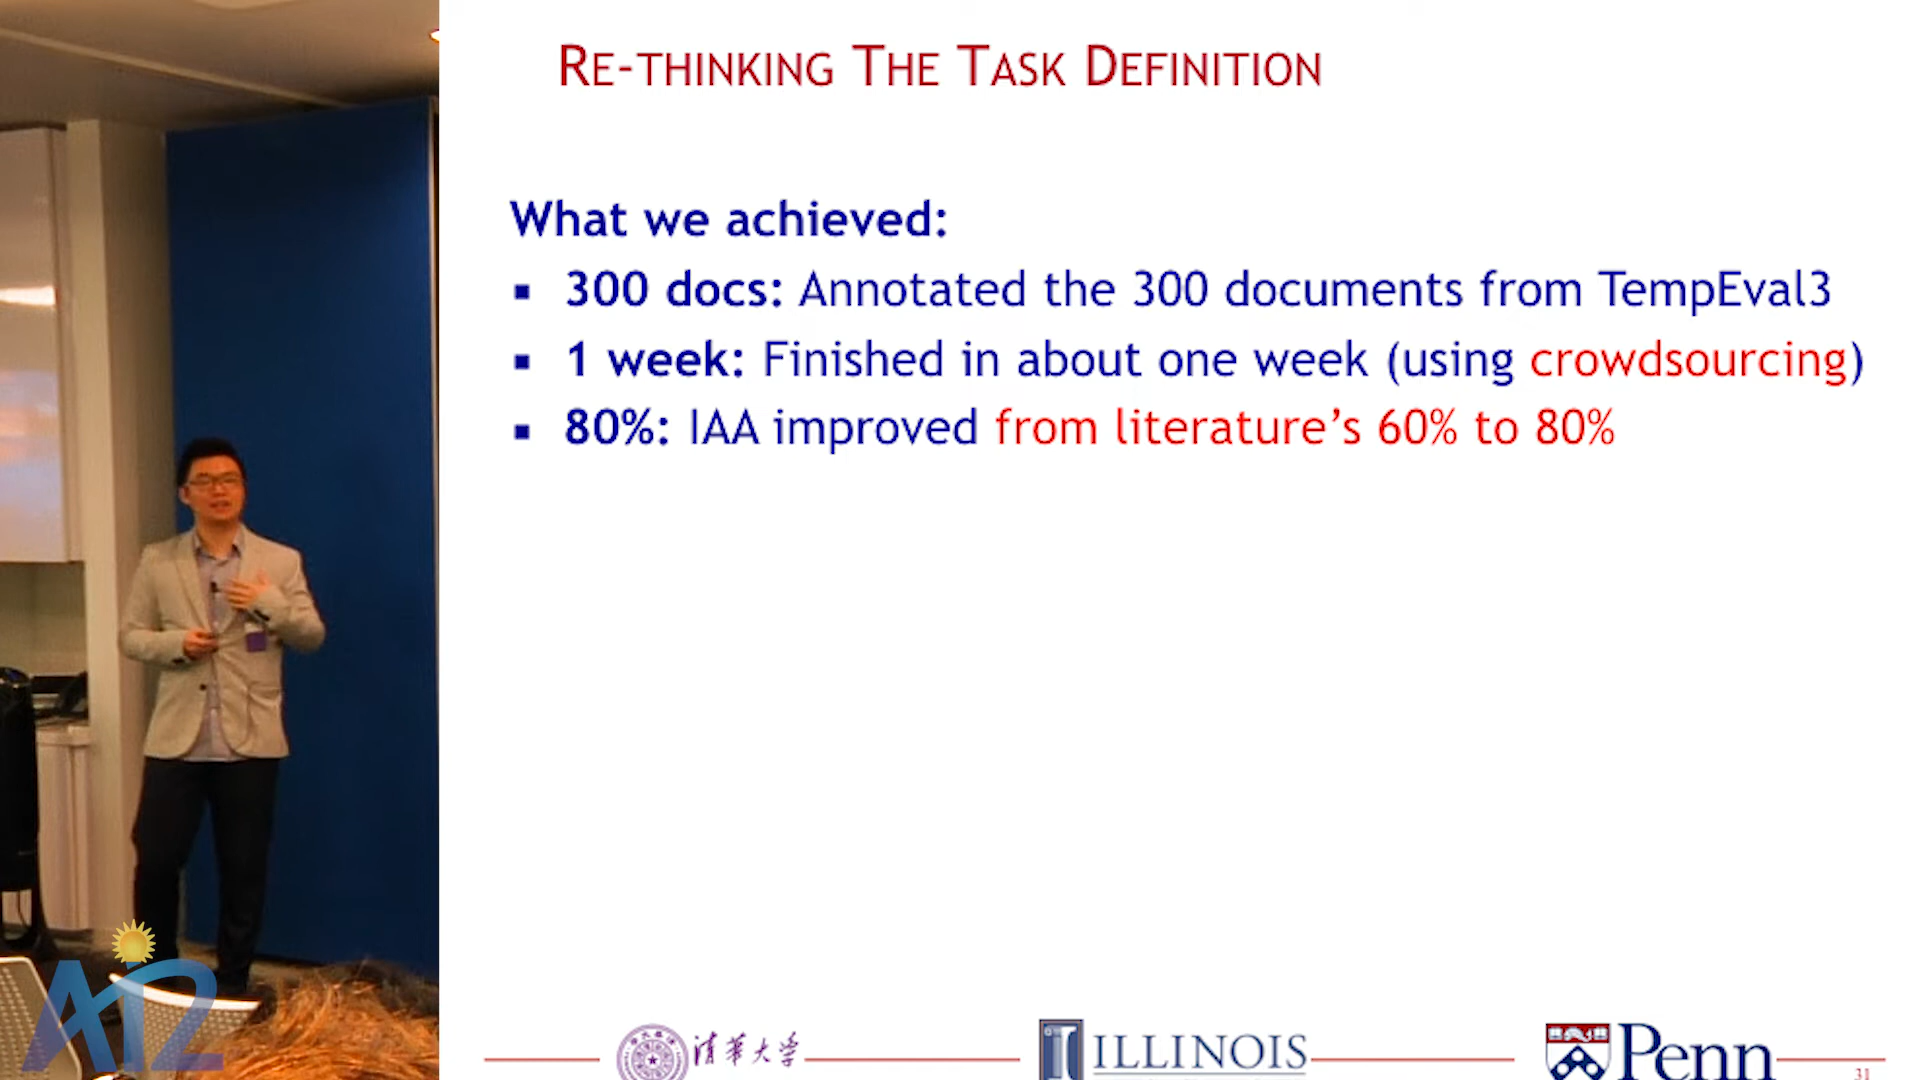 RE-THINKING THE TASK DEFINITION
What we achieved:
▪ 300 docs: Annotated the 300 documents from TempEval3
▪ 1 week: Finished in about one week (using crowdsourcing)
▪ 80%: IAA improved from literature's 60% to 80%
清華大学
ILLINOIS
Penn
31
AI2